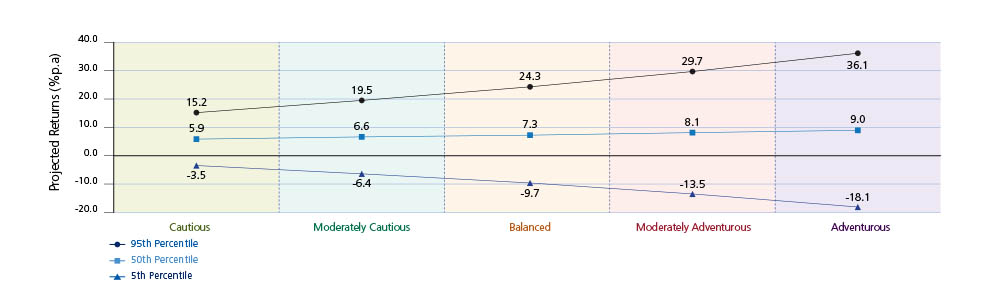 Projected Returns (%p.a)
40.0
30.0
20.0
10.0
0.0
-10.0
-20.0
15.2
19.5
24.3
29.7
36.1
5.9
6.6
7.3
8.1
9.0
-3.5
-6.4
-9.7
-13.5
-18.1
Cautious
Moderately Cautious
Balanced
Moderately Adventurous
Adventurous
95th Percentile
50th Percentile
5th Percentile